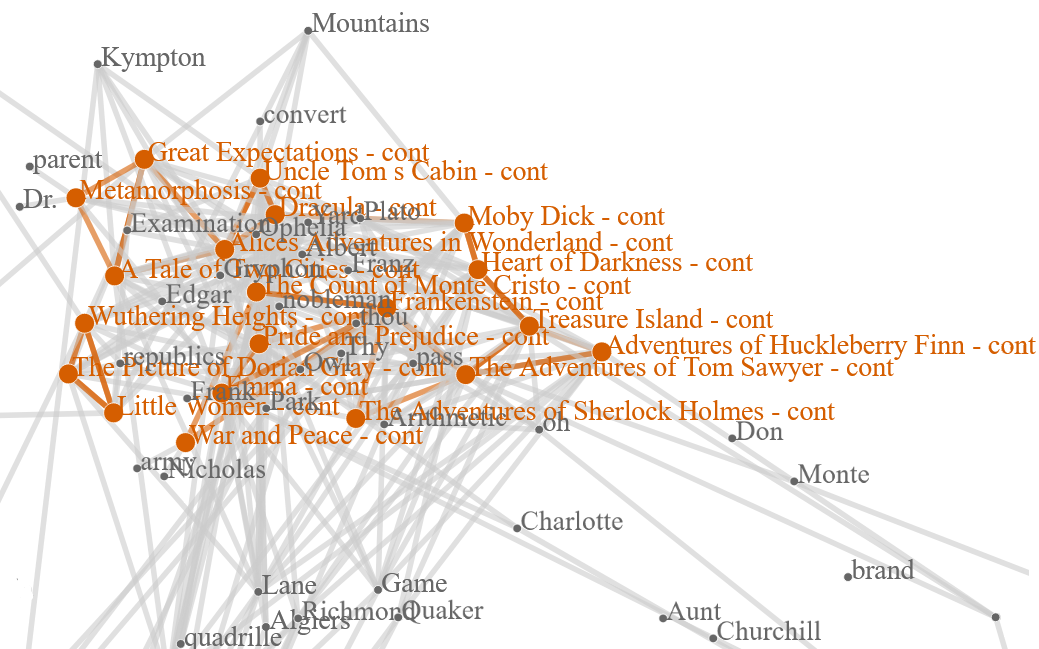 Mountains
Kympton
convert
Great Expectations - cont
parent
Uncle Tom s Cabin - cont
Metamorphosis - cont
Dr.
Dracula - cont
Yard
Plato
Moby Dick - cont
Examination
Ophelia
Alices Adventures in Wonderland - cont
Albert
Heart of Darkness - cont
Franz
A Tale of Two Cities - cont
Gryphon
The Count of Monte Cristo - cont
Edgar
nobleman
Frankenstein - cont
Wuthering Heights - cont
thou
Treasure Island - cont
Pride and Prejudice - cont
Thy
Adventures of Huckleberry Finn - cont
republics
Owl
pass
The Picture of Dorian Gray - cont
The Adventures of Tom Sawyer - cont
Emma - cont
Frank
Park
Little Women - cont
The Adventures of Sherlock Holmes - cont
Arithmetic
oh
Don
War and Peace - cont
army
Nicholas
Monte
Charlotte
brand
Lane
Game
Richmond
Quaker
Algiers
Aunt
quadrille
Churchill